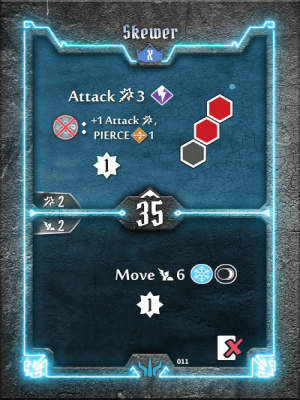 Skewer
X
Attack 3
+1 Attack,
PIERCE 1
1
2
35
2
Move 6
1
011